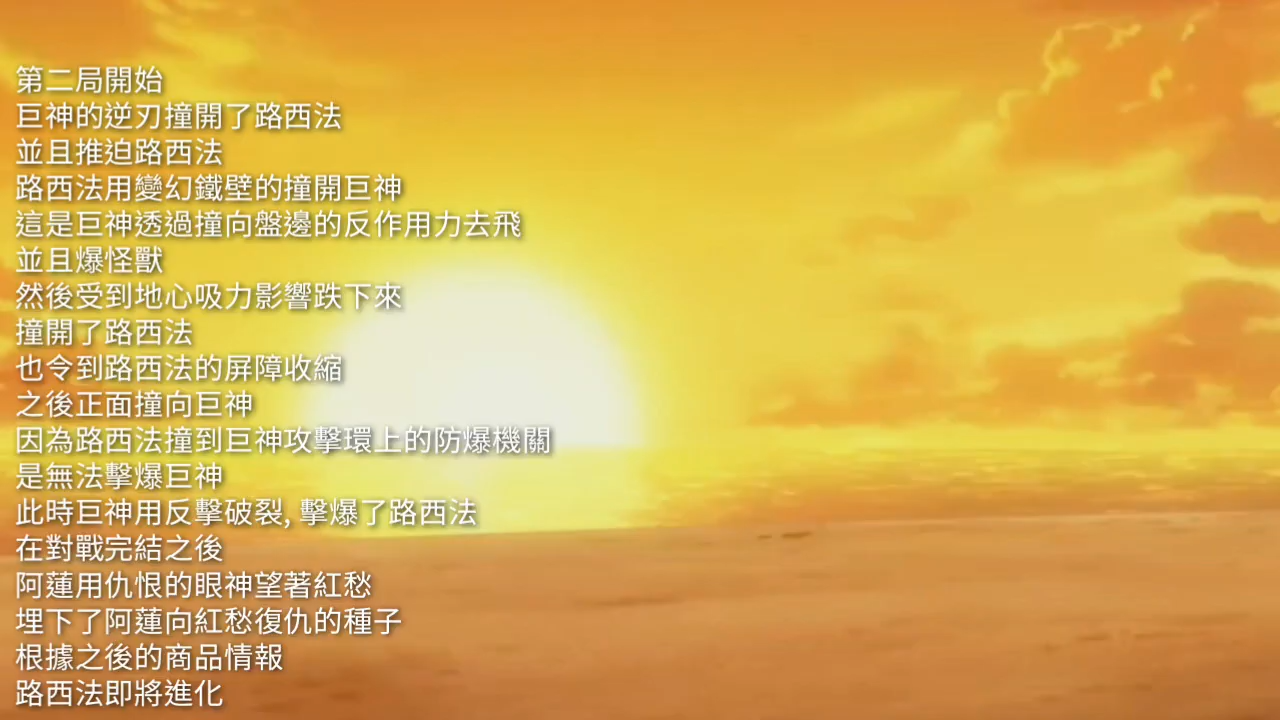 第二局開始
巨神的逆刃撞開了路西法
並且推迫路西法
路西法用變幻鐵壁的撞開巨神
這是巨神透過撞向盤邊的反作用力去飛
並且爆怪獸
然後受到地心吸力影響跌下來
撞開了路西法
也令到路西法的屏障收縮
之後正面撞向巨神
因為路西法撞到巨神攻擊環上的防爆機關
是無法擊爆巨神
此時巨神用反擊破裂, 擊爆了路西法
在對戰完結之後
阿蓮用仇恨的眼神望著紅愁
埋下了阿蓮向紅愁復仇的種子
根據之後的商品情報
路西法即將進化